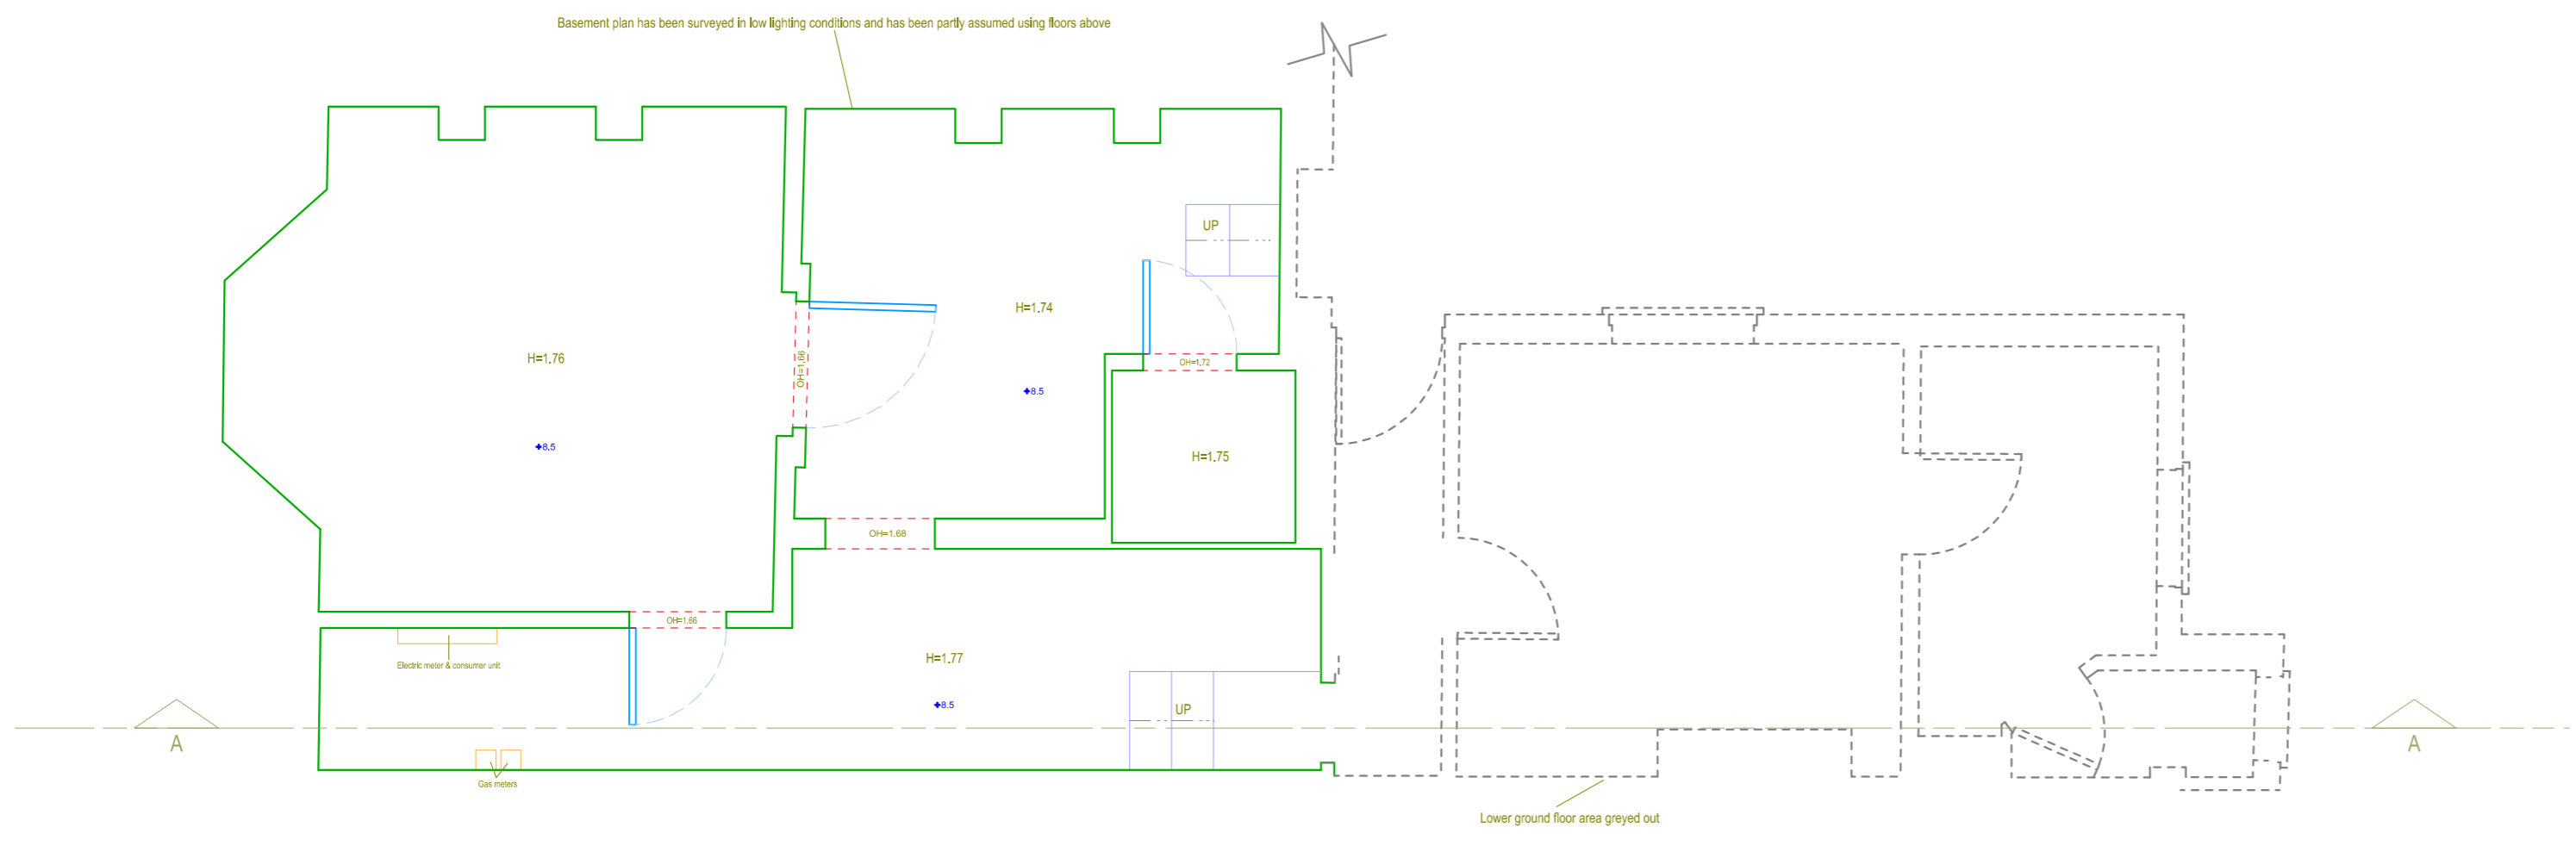 Basement plan has been surveyed in low lighting conditions and has been partly assumed using floors above
UP
H=1.74
H=1.76
OH=1.66
OH=1.72
+8.5
+8.5
H=1.75
OH=1.68
OH=1.66
Electric meter & consumer unit
H=1.77
+8.5
UP
A
A
Gas meters
Lower ground floor area greyed out